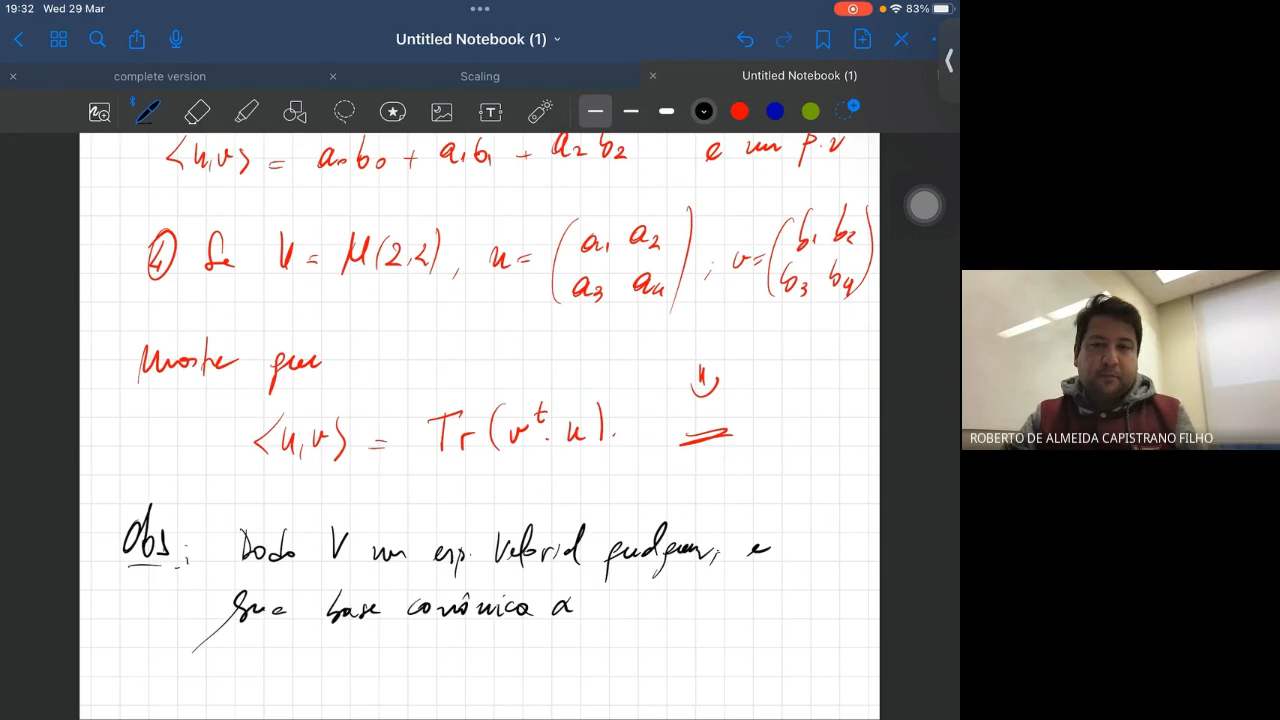 19:32 Wed 29 Mar
83%
Untitled Notebook (1)
complete version
Scaling
Untitled Notebook (1)
<u,v> = a₀b₀ + a₁b₁ + a₂b₂ e um p.i
④ Se V = M(2,2), u = (a₁ a₂ ; v = (b₁ b₂
a₃ a₄) b₃ b₄)
Mostre que
<u,v> = Tr(vᵗ. u).
Obs.: Dado V um esp. Vetorial qualquer, e
sua base canônica α
ROBERTO DE ALMEIDA CAPISTRANO FILHO